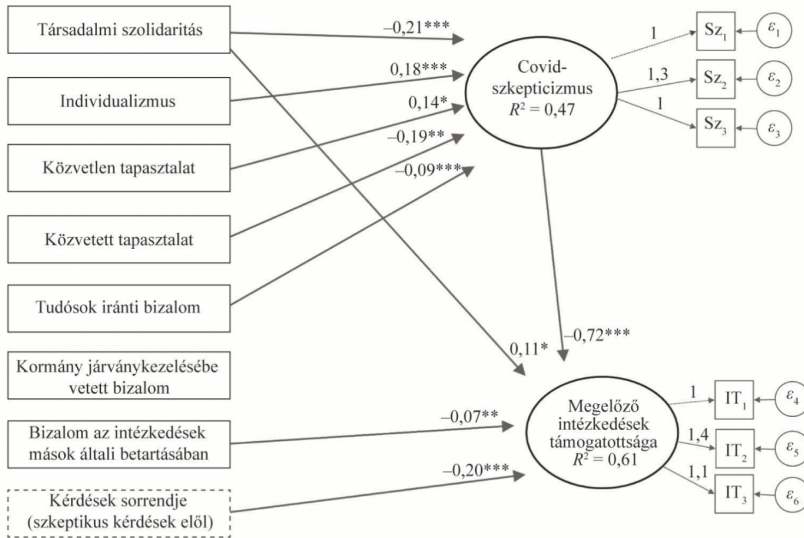 Társadalmi szolidaritás
Individualizmus
Közvetlen tapasztalat
Közvetett tapasztalat
Tudósok iránti bizalom
Kormány járványkezelésébe
vetett bizalom
Bizalom az intézkedések
mások általi betartásában
Kérdések sorrendje
(szkeptikus kérdések elől)
–0,21***
0,18***
0,14*
–0,19**
–0,09***
0,11*
–0,72***
–0,07**
–0,20***
Covid-
szkepticizmus
R² = 0,47
1
Sz₁
ε₁
1,3
Sz₂
ε₂
1
Sz₃
ε₃
Megelőző
intézkedések
támogatottsága
R² = 0,61
1
IT₁
ε₄
1,4
IT₂
ε₅
1,1
IT₃
ε₆